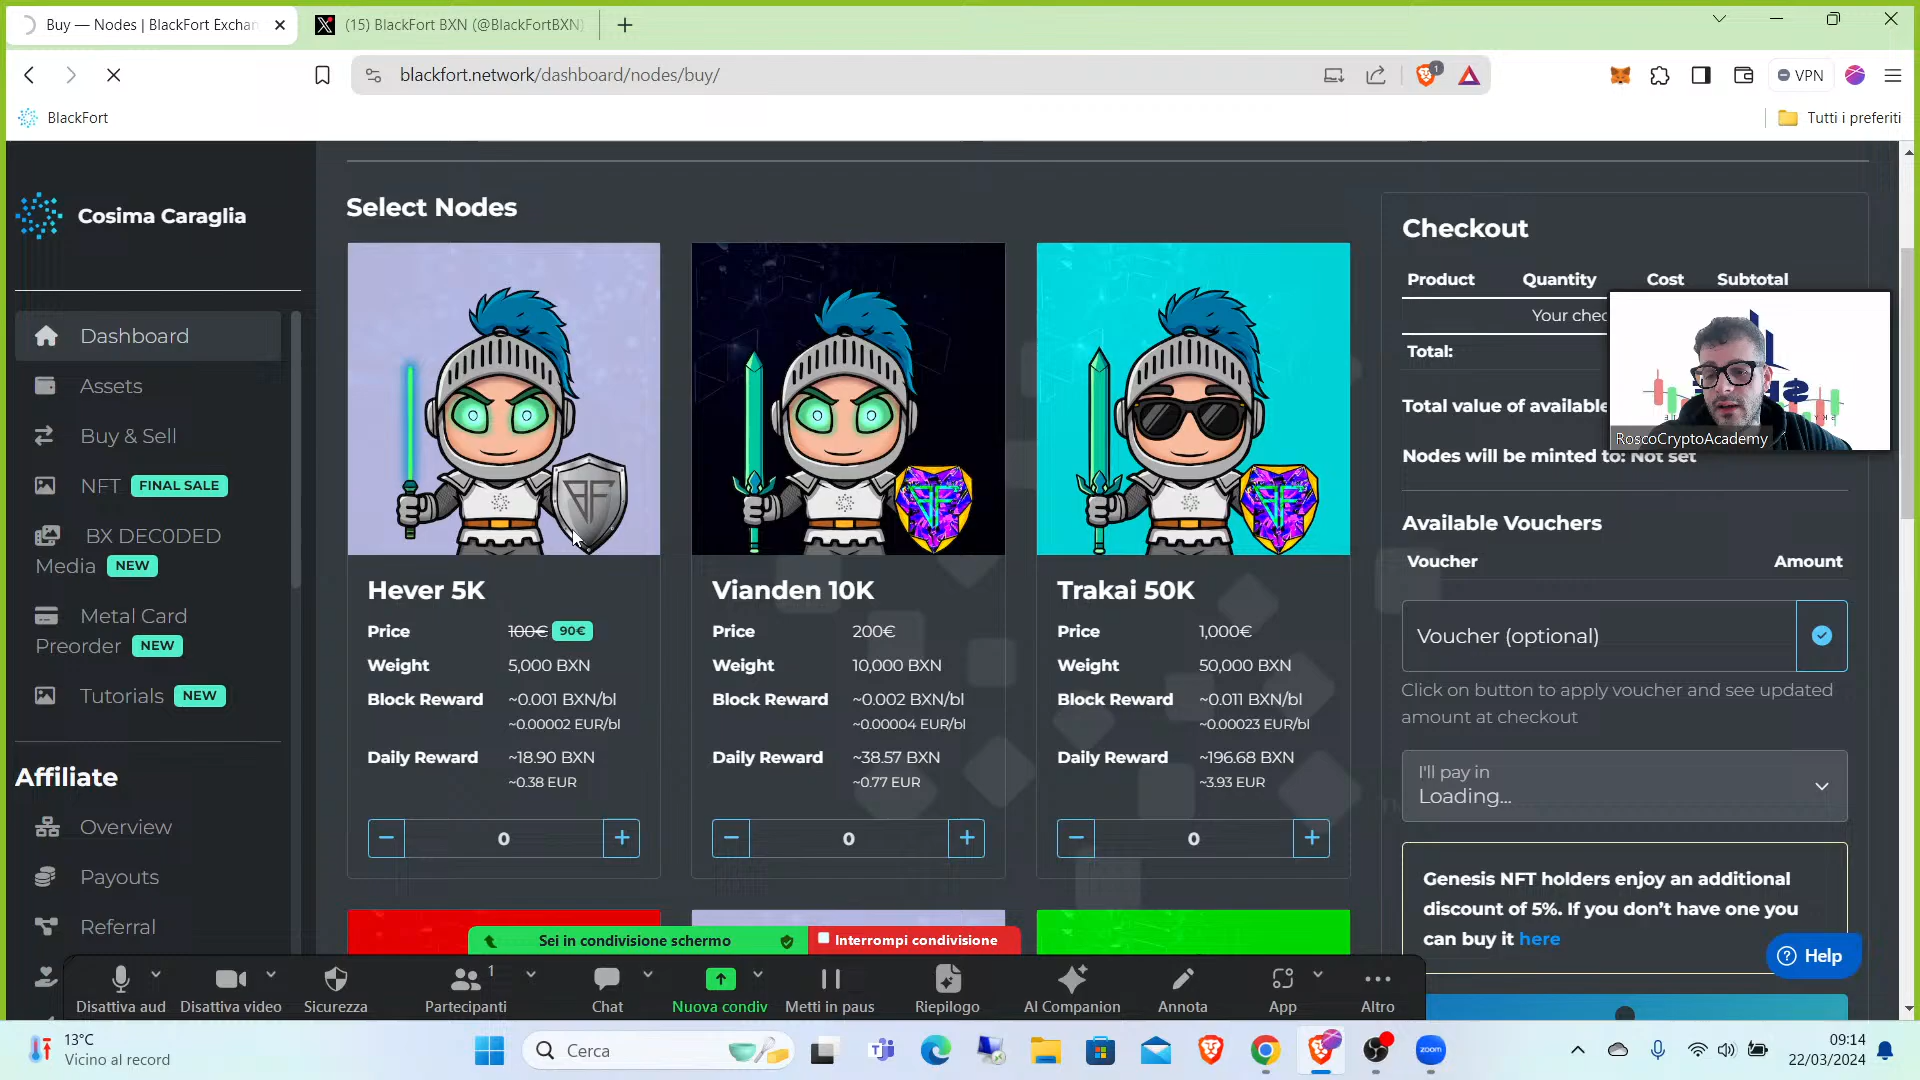 Buy — Nodes | BlackFort Exchan
(15) BlackFort BXN (@BlackFortBXN)
blackfort.network/dashboard/nodes/buy/
1
VPN
BlackFort
Tutti i preferiti
Cosima Caraglia
Dashboard
Assets
Buy & Sell
NFT FINAL SALE
BX DEC0DED
Media NEW
Metal Card
Preorder NEW
Tutorials NEW
Affiliate
Overview
Payouts
Referral
Select Nodes
Hever 5K
Price 100€ 90€
Weight 5,000 BXN
Block Reward ~0.001 BXN/bl
~0.00002 EUR/bl
Daily Reward ~18.90 BXN
~0.38 EUR
− 0 +
Vianden 10K
Price 200€
Weight 10,000 BXN
Block Reward ~0.002 BXN/bl
~0.00004 EUR/bl
Daily Reward ~38.57 BXN
~0.77 EUR
− 0 +
Trakai 50K
Price 1,000€
Weight 50,000 BXN
Block Reward ~0.011 BXN/bl
~0.00023 EUR/bl
Daily Reward ~196.68 BXN
~3.93 EUR
− 0 +
Checkout
Product Quantity Cost Subtotal
Your chec
Total:
Total value of available
Nodes will be minted to: Not set
RoscoCryptoAcademy
Available Vouchers
Voucher Amount
Voucher (optional)
Click on button to apply voucher and see updated
amount at checkout
I'll pay in
Loading...
Genesis NFT holders enjoy an additional
discount of 5%. If you don't have one you
can buy it here
Help
Sei in condivisione schermo
Interrompi condivisione
Disattiva aud
Disattiva video
Sicurezza
Partecipanti 1
Chat
Nuova condiv
Metti in paus
Riepilogo
AI Companion
Annota
App
Altro
13°C
Vicino al record
Cerca
zoom
09:14
22/03/2024